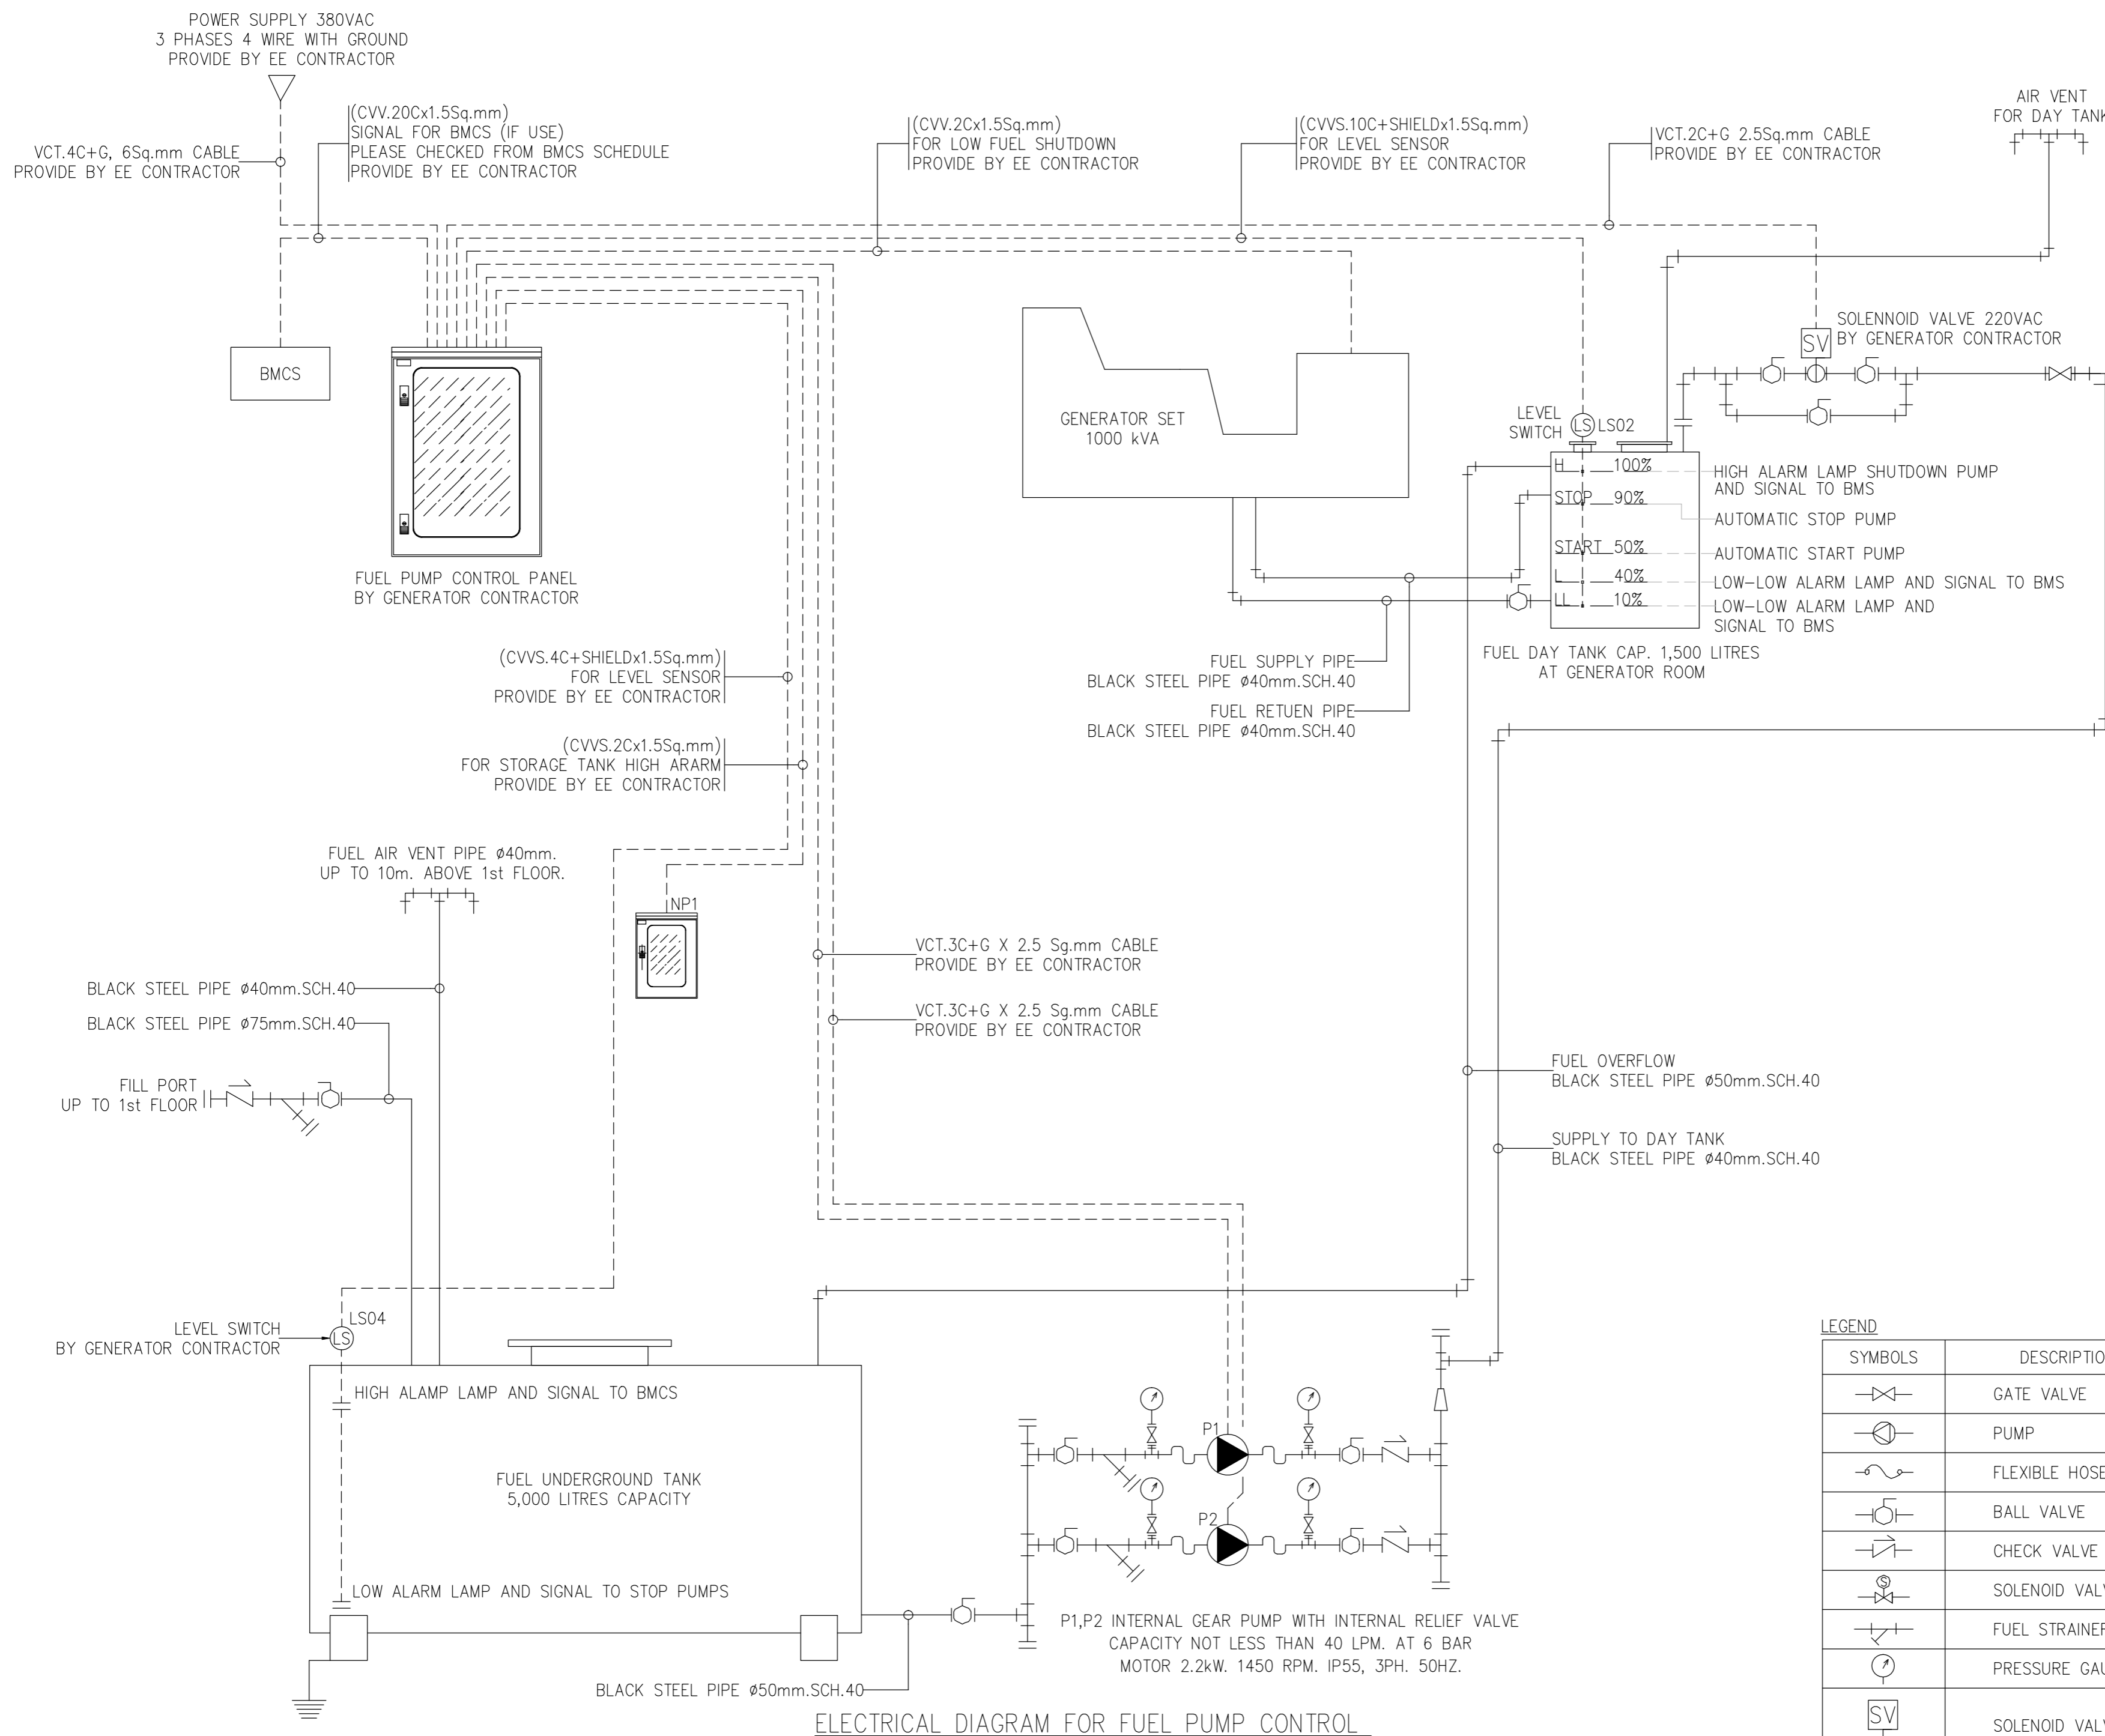 POWER SUPPLY 380VAC
3 PHASES 4 WIRE WITH GROUND
PROVIDE BY EE CONTRACTOR
VCT.4C+G, 6Sq.mm CABLE
PROVIDE BY EE CONTRACTOR
(CVV.20Cx1.5Sq.mm)
SIGNAL FOR BMCS (IF USE)
PLEASE CHECKED FROM BMCS SCHEDULE
PROVIDE BY EE CONTRACTOR
(CVV.2Cx1.5Sq.mm)
FOR LOW FUEL SHUTDOWN
PROVIDE BY EE CONTRACTOR
(CVVS.10C+SHIELDx1.5Sq.mm)
FOR LEVEL SENSOR
PROVIDE BY EE CONTRACTOR
VCT.2C+G 2.5Sq.mm CABLE
PROVIDE BY EE CONTRACTOR
AIR VENT
FOR DAY TANK
BMCS
FUEL PUMP CONTROL PANEL
BY GENERATOR CONTRACTOR
GENERATOR SET
1000 kVA
SOLENNOID VALVE 220VAC
BY GENERATOR CONTRACTOR
SV
LEVEL
SWITCH
LS
LS02
H 100%
STOP 90%
START 50%
L 40%
LL 10%
HIGH ALARM LAMP SHUTDOWN PUMP
AND SIGNAL TO BMS
AUTOMATIC STOP PUMP
AUTOMATIC START PUMP
LOW-LOW ALARM LAMP AND SIGNAL TO BMS
LOW-LOW ALARM LAMP AND
SIGNAL TO BMS
FUEL DAY TANK CAP. 1,500 LITRES
AT GENERATOR ROOM
FUEL SUPPLY PIPE
BLACK STEEL PIPE ø40mm.SCH.40
FUEL RETUEN PIPE
BLACK STEEL PIPE ø40mm.SCH.40
(CVVS.4C+SHIELDx1.5Sq.mm)
FOR LEVEL SENSOR
PROVIDE BY EE CONTRACTOR
(CVVS.2Cx1.5Sq.mm)
FOR STORAGE TANK HIGH ARARM
PROVIDE BY EE CONTRACTOR
FUEL AIR VENT PIPE ø40mm.
UP TO 10m. ABOVE 1st FLOOR.
NP1
VCT.3C+G X 2.5 Sg.mm CABLE
PROVIDE BY EE CONTRACTOR
VCT.3C+G X 2.5 Sg.mm CABLE
PROVIDE BY EE CONTRACTOR
BLACK STEEL PIPE ø40mm.SCH.40
BLACK STEEL PIPE ø75mm.SCH.40
FILL PORT
UP TO 1st FLOOR
FUEL OVERFLOW
BLACK STEEL PIPE ø50mm.SCH.40
SUPPLY TO DAY TANK
BLACK STEEL PIPE ø40mm.SCH.40
LEVEL SWITCH
BY GENERATOR CONTRACTOR
LS
LS04
HIGH ALAMP LAMP AND SIGNAL TO BMCS
FUEL UNDERGROUND TANK
5,000 LITRES CAPACITY
LOW ALARM LAMP AND SIGNAL TO STOP PUMPS
P1
P2
P1,P2 INTERNAL GEAR PUMP WITH INTERNAL RELIEF VALVE
CAPACITY NOT LESS THAN 40 LPM. AT 6 BAR
MOTOR 2.2kW. 1450 RPM. IP55, 3PH. 50HZ.
BLACK STEEL PIPE ø50mm.SCH.40
ELECTRICAL DIAGRAM FOR FUEL PUMP CONTROL
LEGEND
SYMBOLS DESCRIPTIO
GATE VALVE
PUMP
FLEXIBLE HOSE
BALL VALVE
CHECK VALVE
S SOLENOID VAL
FUEL STRAINER
PRESSURE GAU
SV SOLENOID VAL